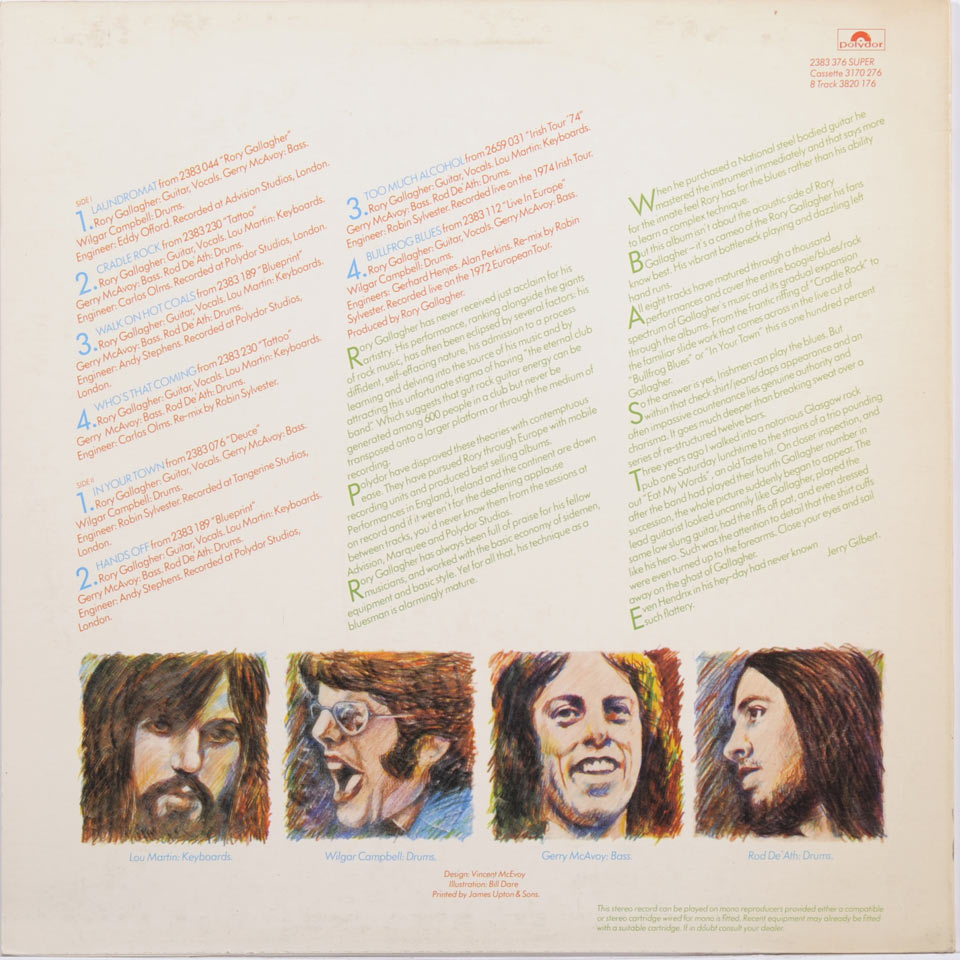 polydor
2383 376 SUPER
Cassette 3170 276
8 Track 3820 176
SIDE I
1. LAUNDROMAT from 2383 044 "Rory Gallagher"
Rory Gallagher: Guitar, Vocals. Gerry McAvoy: Bass.
Wilgar Campbell: Drums.
Engineer: Eddy Offord. Recorded at Advision Studios, London.
2. CRADLE ROCK from 2383 230 "Tattoo"
Rory Gallagher: Guitar, Vocals. Lou Martin: Keyboards.
Gerry McAvoy: Bass. Rod De'Ath: Drums.
Engineer: Carlos Olms. Recorded at Polydor Studios, London.
3. WALK ON HOT COALS from 2383 189 "Blueprint"
Rory Gallagher: Guitar, Vocals. Lou Martin: Keyboards.
Gerry McAvoy: Bass. Rod De'Ath: Drums.
Engineer: Andy Stephens. Recorded at Polydor Studios,
London.
4. WHO'S THAT COMING from 2383 230 "Tattoo"
Rory Gallagher: Guitar, Vocals. Lou Martin: Keyboards.
Gerry McAvoy: Bass. Rod De'Ath: Drums.
Engineer: Carlos Olms. Re-mix by Robin Sylvester.
SIDE II
1. IN YOUR TOWN from 2383 076 "Deuce"
Rory Gallagher: Guitar, Vocals. Gerry McAvoy: Bass.
Wilgar Campbell: Drums.
Engineer: Robin Sylvester. Recorded at Tangerine Studios,
London.
2. HANDS OFF from 2383 189 "Blueprint"
Rory Gallagher: Guitar, Vocals. Lou Martin: Keyboards.
Gerry McAvoy: Bass. Rod De'Ath: Drums.
Engineer: Andy Stephens. Recorded at Polydor Studios,
London.
3. TOO MUCH ALCOHOL from 2659 031 "Irish Tour '74"
Rory Gallagher: Guitar, Vocals. Lou Martin: Keyboards.
Gerry McAvoy: Bass. Rod De'Ath: Drums.
Engineer: Robin Sylvester. Recorded live on the 1974 Irish Tour.
4. BULLFROG BLUES from 2383 112 "Live In Europe"
Rory Gallagher: Guitar, Vocals. Gerry McAvoy: Bass.
Wilgar Campbell: Drums.
Engineers: Gerhard Henjes. Alan Perkins. Re-mix by Robin
Sylvester. Recorded live on the 1972 European Tour.
Produced by Rory Gallagher.
Rory Gallagher has never received just acclaim for his
artistry. His performance, ranking alongside the giants
of rock music, has often been eclipsed by several factors: his
diffident, self-effacing nature, his addiction to a process
learning and delving into the source of his music and by
attracting this unfortunate stigma of being "the eternal club
band" Which suggests that gut rock guitar energy can be
generated among 600 people in a club but never be
transposed onto a larger platform or through the medium of
recording.
Polydor have disproved these theories with contemptuous
ease. They have pursued Rory through Europe with mobile
recording units and produced best selling albums.
Performances in England, Ireland and the continent are down
on record and if it weren't for the deafening applause
between tracks, you'd never know them from the sessions at
Advision, Marquee and Polydor Studios.
Rory Gallagher has always been full of praise for his fellow
musicians, and worked with the basic economy of sidemen,
equipment and basic style. Yet for all that, his technique as a
bluesman is alarmingly mature.
When he purchased a National steel bodied guitar he
mastered the instrument immediately and that says more
for the innate feel Rory has for the blues rather than his ability
to learn a complex technique.
But this album isn't about the acoustic side of Rory
Gallagher – it's a cameo of the Rory Gallagher his fans
know best. His vibrant bottleneck playing and dazzling left
hand runs.
All eight tracks have matured through a thousand
performances and cover the entire boogie/blues/rock
spectrum of Gallagher's music and its gradual expansion
through the albums. From the frantic riffing of "Cradle Rock" to
the familiar slide work that comes across in the live cut of
"Bullfrog Blues" or "In Your Town" this is one hundred percent
Gallagher.
So the answer is yes, Irishmen can play the blues. But
within that check shirt/jeans/daps appearance and an
often impassive countenance lies genuine authority and
charisma. It goes much deeper than breaking sweat over a
series of re-structured twelve bars.
Three years ago I walked into a notorious Glasgow rock
pub one Saturday lunchtime to the strains of a trio pounding
out "Eat My Words", an old Taste hit. On closer inspection, and
after the band had played their fourth Gallagher number in
succession, the whole picture suddenly began to appear. The
lead guitarist looked uncannily like Gallagher, played the
same low slung guitar, had the riffs off pat, and even dressed
like his hero. Such was the attention to detail that the shirt cuffs
were even turned up to the forearms. Close your eyes and sail
away on the ghost of Gallagher.
Even Hendrix in his hey-day had never known
such flattery.
Jerry Gilbert.
Lou Martin: Keyboards.
Wilgar Campbell: Drums.
Gerry McAvoy: Bass.
Rod De'Ath: Drums.
Design: Vincent McEvoy
Illustration: Bill Dare
Printed by James Upton & Sons.
This stereo record can be played on mono reproducers provided either a compatible
or stereo cartridge wired for mono is fitted. Recent equipment may already be fitted
with a suitable cartridge. If in doubt consult your dealer.